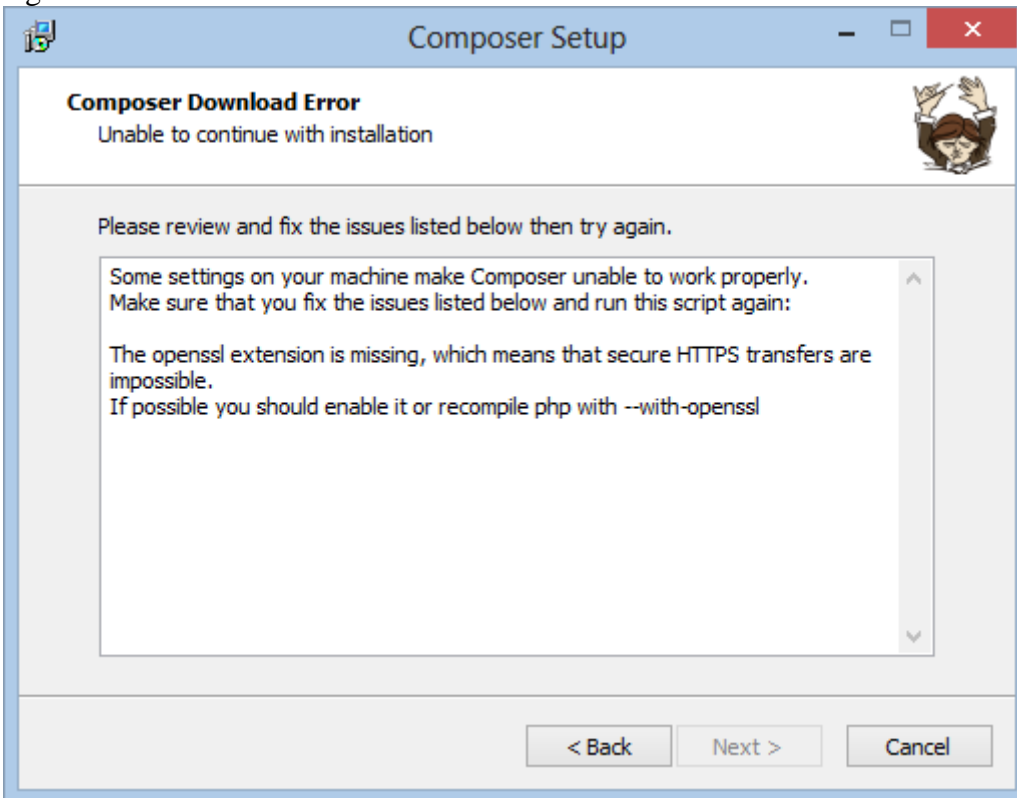 Composer Setup
Composer Download Error
Unable to continue with installation
Please review and fix the issues listed below then try again.
Some settings on your machine make Composer unable to work properly.
Make sure that you fix the issues listed below and run this script again:
The openssl extension is missing, which means that secure HTTPS transfers are
impossible.
If possible you should enable it or recompile php with --with-openssl
< Back
Next >
Cancel